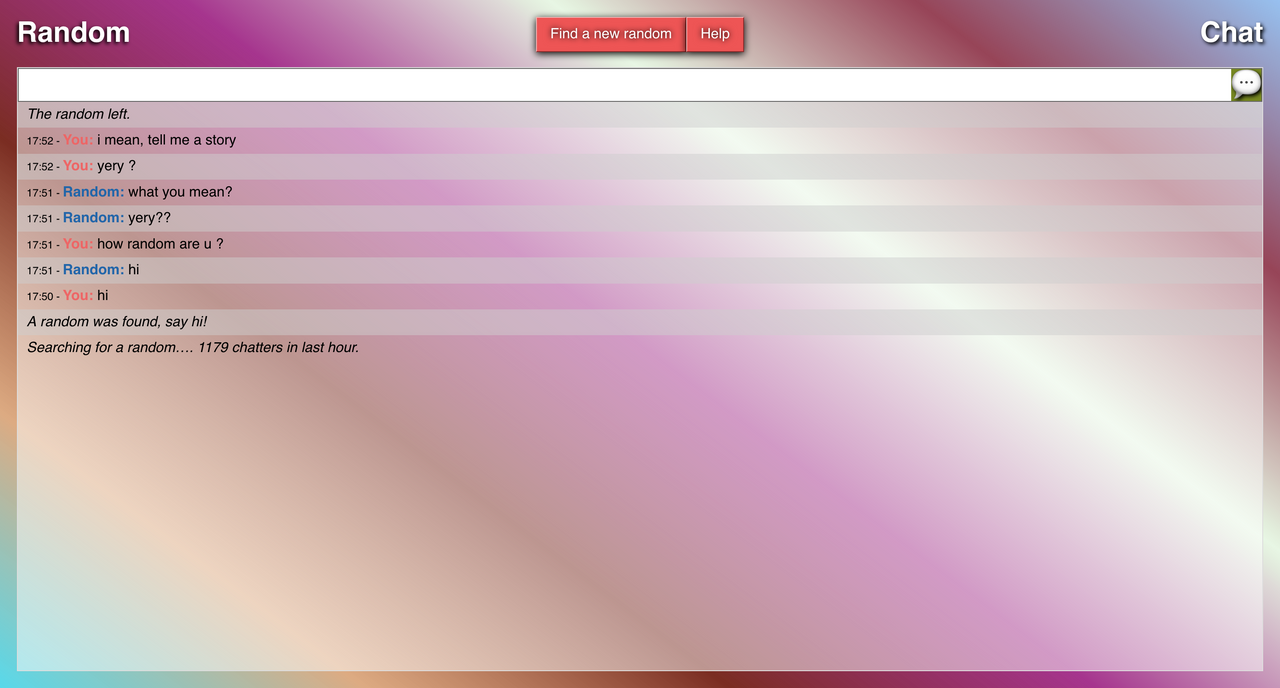 Random
Find a new random
Help
Chat
The random left.
17:52 - You: i mean, tell me a story
17:52 - You: yery ?
17:51 - Random: what you mean?
17:51 - Random: yery??
17:51 - You: how random are u ?
17:51 - Random: hi
17:50 - You: hi
A random was found, say hi!
Searching for a random.... 1179 chatters in last hour.